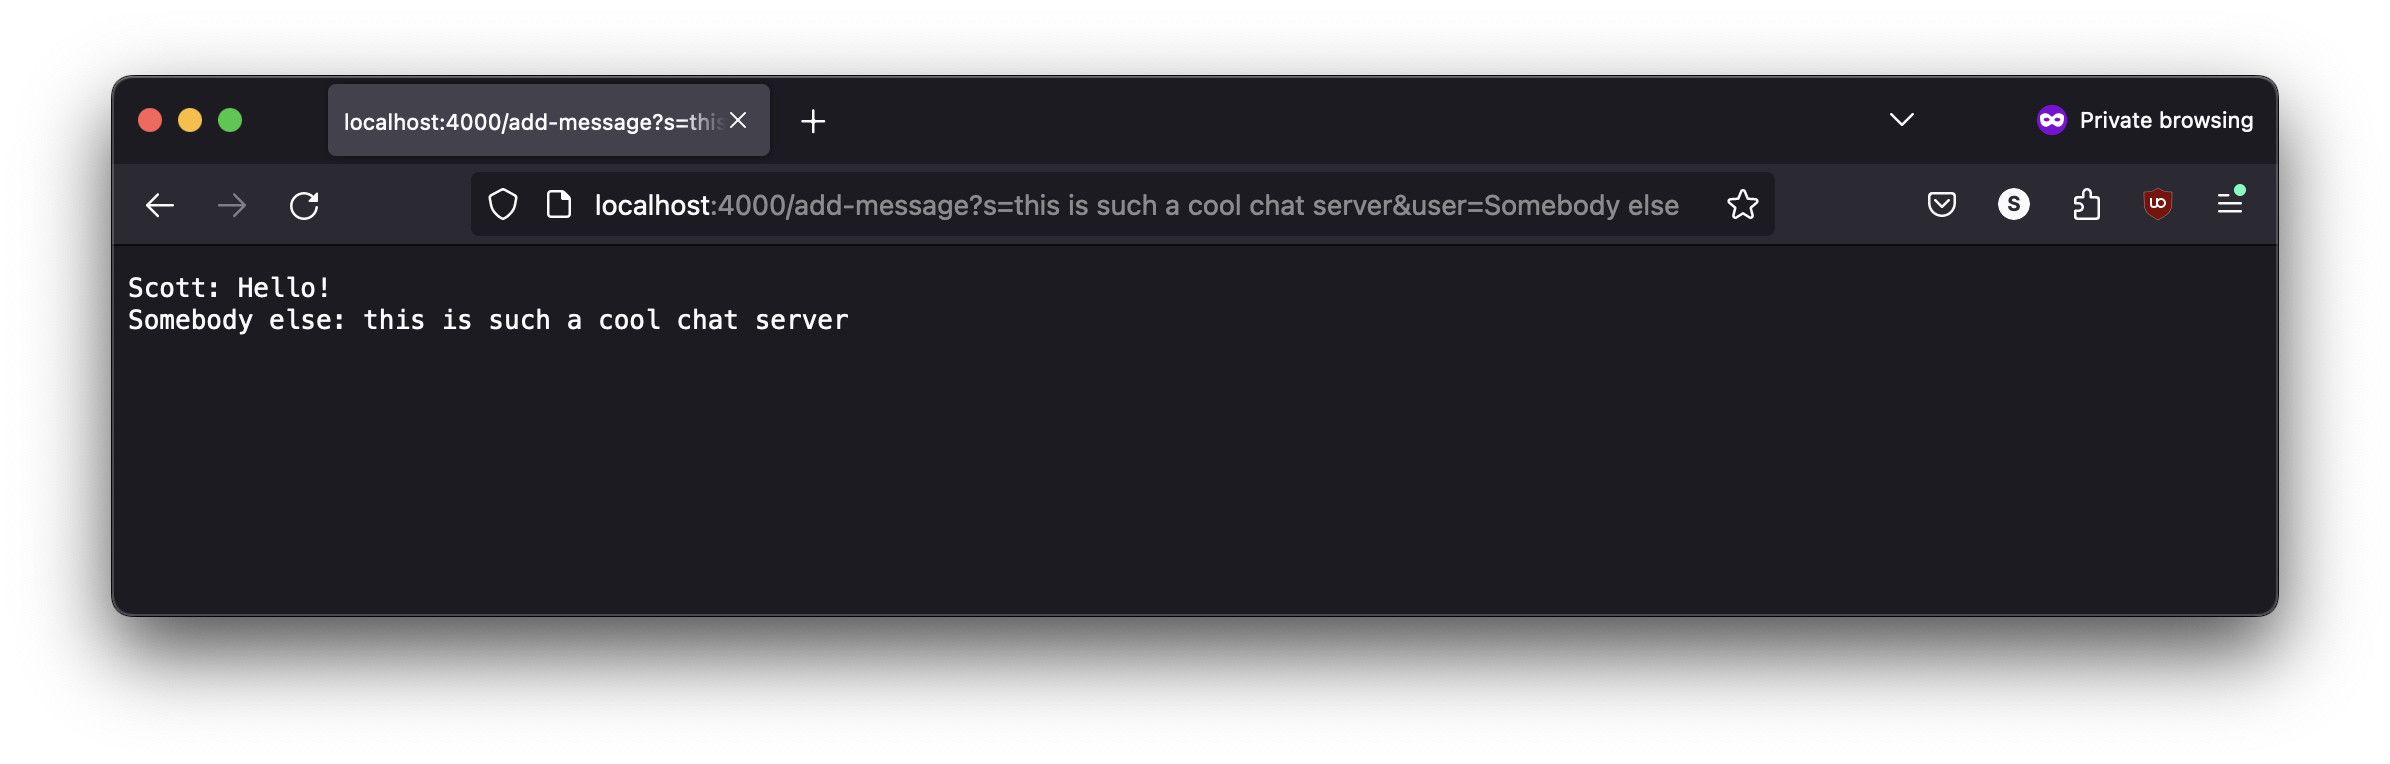 localhost:4000/add-message?s=this
Private browsing
localhost:4000/add-message?s=this is such a cool chat server&user=Somebody else
S
uo
Scott: Hello!
Somebody else: this is such a cool chat server